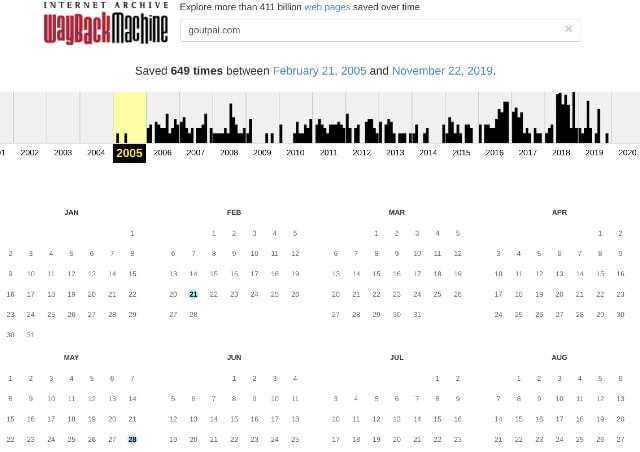 INTERNET ARCHIVE
WayBackMachine
Explore more than 411 billion web pages saved over time
goutpal.com ×
Saved 649 times between February 21, 2005 and November 22, 2019.
01 2002 2003 2004 2005 2006 2007 2008 2009 2010 2011 2012 2013 2014 2015 2016 2017 2018 2019 2020
JAN FEB MAR APR
1 1 2 3 4 5 1 2 3 4 5 1 2
2 3 4 5 6 7 8 6 7 8 9 10 11 12 6 7 8 9 10 11 12 3 4 5 6 7 8 9
9 10 11 12 13 14 15 13 14 15 16 17 18 19 13 14 15 16 17 18 19 10 11 12 13 14 15 16
16 17 18 19 20 21 22 20 21 22 23 24 25 26 20 21 22 23 24 25 26 17 18 19 20 21 22 23
23 24 25 26 27 28 29 27 28 27 28 29 30 31 24 25 26 27 28 29 30
30 31
MAY JUN JUL AUG
1 2 3 4 5 6 7 1 2 3 4 1 2 1 2 3 4 5 6
8 9 10 11 12 13 14 5 6 7 8 9 10 11 3 4 5 6 7 8 9 7 8 9 10 11 12 13
15 16 17 18 19 20 21 12 13 14 15 16 17 18 10 11 12 13 14 15 16 14 15 16 17 18 19 20
22 23 24 25 26 27 28 19 20 21 22 23 24 25 17 18 19 20 21 22 23 21 22 23 24 25 26 27